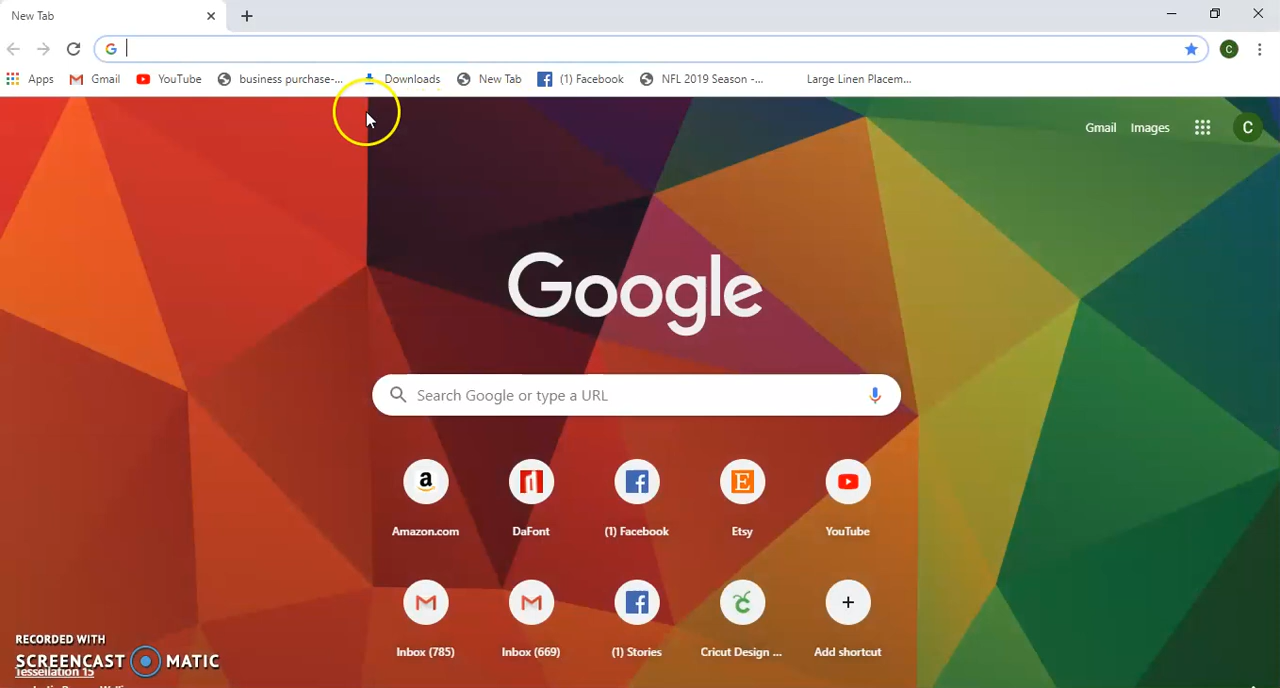 New Tab
Apps Gmail YouTube business purchase-... Downloads New Tab (1) Facebook NFL 2019 Season -... Large Linen Placem...
Gmail Images C
Google
Search Google or type a URL
Amazon.com DaFont (1) Facebook Etsy YouTube
Inbox (785) Inbox (669) (1) Stories Cricut Design ... Add shortcut
RECORDED WITH
SCREENCAST MATIC
Tessellation 15